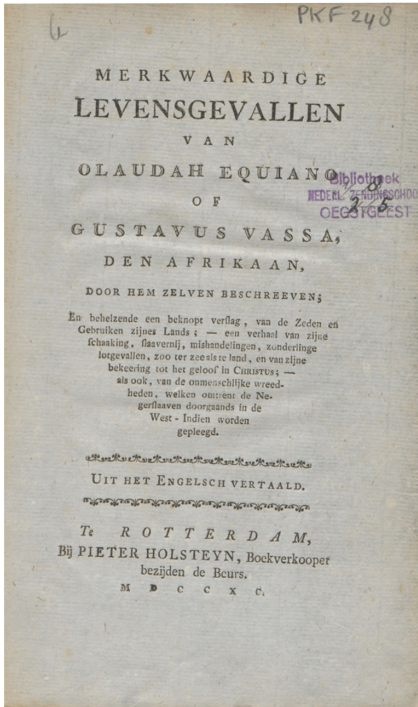 PKF 248
MERKWAARDIGE
LEVENSGEVALLEN
VAN
OLAUDAH EQUIANO
Bibliotheek
OF
NEDERL. ZENDINGSCHOOL
OEGSTGEEST
GUSTAVUS VASSA,
DEN AFRIKAAN,
DOOR HEM ZELVEN BESCHREEVEN;
En behelzende een beknopt verslag, van de Zeden en
Gebruiken zijnes Lands; — een verhael van zijne
schaaking, slaavernij, mishandelingen, zonderlinge
lotgevallen, zoo ter zee als te land, en van zijne
bekeering tot het geloof in CHRISTUS; —
als ook, van de onmenschlijke wreed-
heden, welken omtrent de Ne-
gerslaaven doorgaands in de
West-Indien worden
gepleegd.
UIT HET ENGELSCH VERTAALD.
Te ROTTERDAM,
Bij PIETER HOLSTEYN, Boekverkooper
bezijden de Beurs.
MDCCXC.